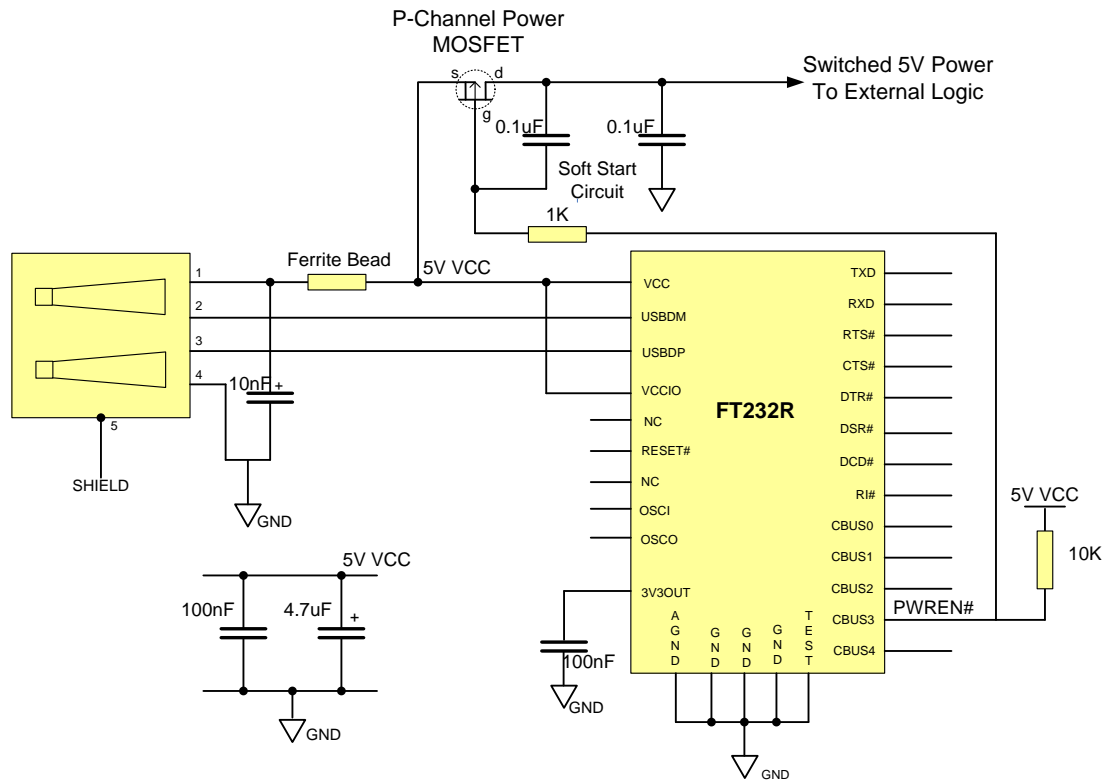 P-Channel Power
MOSFET
s
d
g
Switched 5V Power
To External Logic
0.1uF
0.1uF
Soft Start
Circuit
1K
Ferrite Bead
5V VCC
1
2
3
4
5
SHIELD
10nF
+
GND
VCC
USBDM
USBDP
VCCIO
NC
RESET#
NC
OSCI
OSCO
3V3OUT
FT232R
TXD
RXD
RTS#
CTS#
DTR#
DSR#
DCD#
RI#
CBUS0
CBUS1
CBUS2
CBUS3
CBUS4
PWREN#
5V VCC
10K
AGND
GND
GND
GND
TEST
100nF
GND
GND
5V VCC
100nF
4.7uF
+
GND